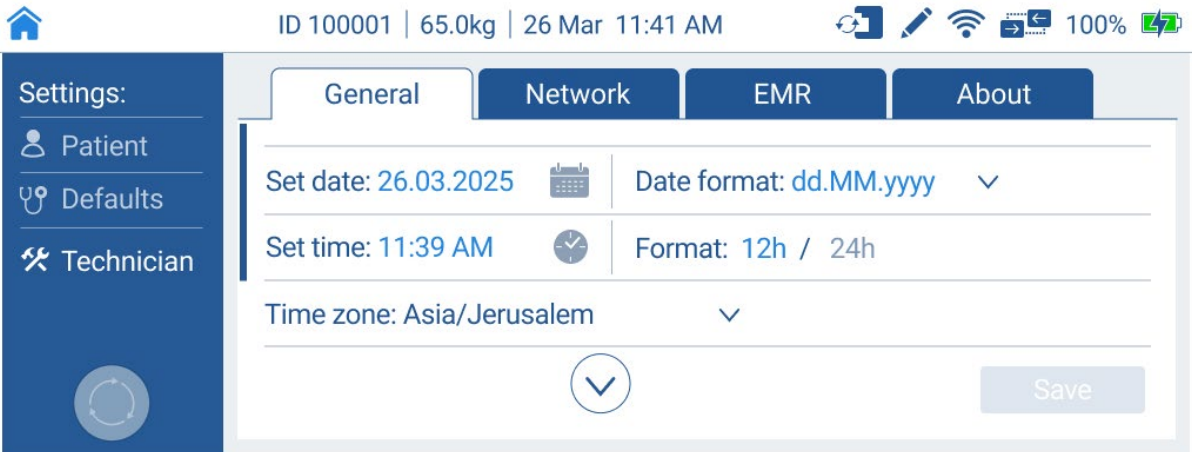 ID 100001 | 65.0kg | 26 Mar 11:41 AM 100%
Settings:
Patient
Defaults
Technician
General Network EMR About
Set date: 26.03.2025 Date format: dd.MM.yyyy
Set time: 11:39 AM Format: 12h / 24h
Time zone: Asia/Jerusalem
Save